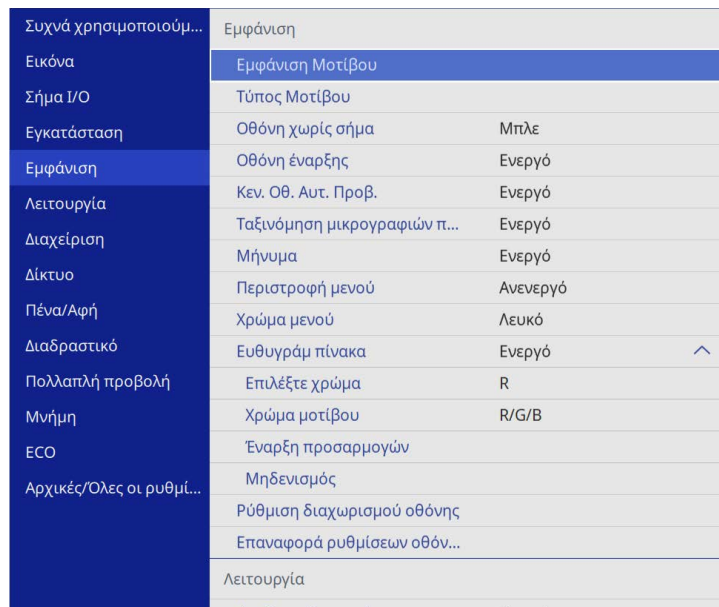 Συχνά χρησιμοποιούμ...
Εικόνα
Σήμα I/O
Εγκατάσταση
Εμφάνιση
Λειτουργία
Διαχείριση
Δίκτυο
Πένα/Αφή
Διαδραστικό
Πολλαπλή προβολή
Μνήμη
ECO
Αρχικές/Όλες οι ρυθμί...
Εμφάνιση
Εμφάνιση Μοτίβου
Τύπος Μοτίβου
Οθόνη χωρίς σήμα Μπλε
Οθόνη έναρξης Ενεργό
Κεν. Οθ. Αυτ. Προβ. Ενεργό
Ταξινόμηση μικρογραφιών π... Ενεργό
Μήνυμα Ενεργό
Περιστροφή μενού Ανενεργό
Χρώμα μενού Λευκό
Ευθυγράμ πίνακα Ενεργό
Επιλέξτε χρώμα R
Χρώμα μοτίβου R/G/B
Έναρξη προσαρμογών
Μηδενισμός
Ρύθμιση διαχωρισμού οθόνης
Επαναφορά ρυθμίσεων οθόν...
Λειτουργία